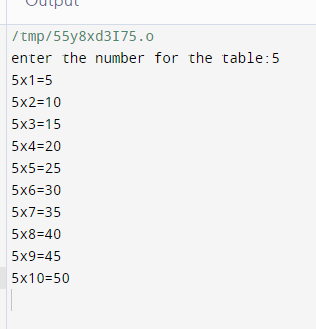 Output
/tmp/55y8xd3I75.o
enter the number for the table:5
5x1=5
5x2=10
5x3=15
5x4=20
5x5=25
5x6=30
5x7=35
5x8=40
5x9=45
5x10=50